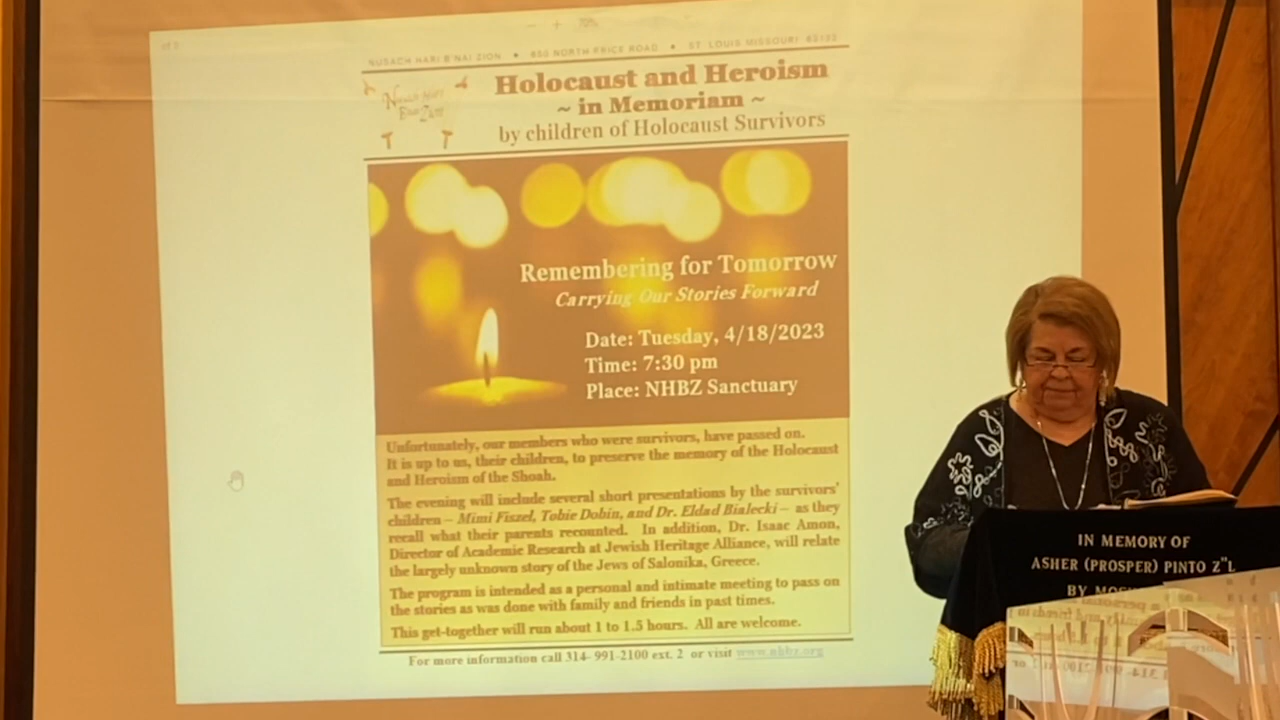 of 2
— + 70%
NUSACH HARI B'NAI ZION • 650 NORTH PRICE ROAD • ST. LOUIS MISSOURI 63132
Nusach Hari
B'nai Zion
Holocaust and Heroism
~ in Memoriam ~
by children of Holocaust Survivors
Remembering for Tomorrow
Carrying Our Stories Forward
Date: Tuesday, 4/18/2023
Time: 7:30 pm
Place: NHBZ Sanctuary
Unfortunately, our members who were survivors, have passed on.
It is up to us, their children, to preserve the memory of the Holocaust
and Heroism of the Shoah.
The evening will include several short presentations by the survivors'
children – Mimi Fiszel, Tobie Dobin, and Dr. Eldad Bialecki – as they
recall what their parents recounted. In addition, Dr. Isaac Amon,
Director of Academic Research at Jewish Heritage Alliance, will relate
the largely unknown story of the Jews of Salonika, Greece.
The program is intended as a personal and intimate meeting to pass on
the stories as was done with family and friends in past times.
This get-together will run about 1 to 1.5 hours. All are welcome.
For more information call 314- 991-2100 ext. 2 or visit www.nhbz.org
IN MEMORY OF
ASHER (PROSPER) PINTO Z"L
BY